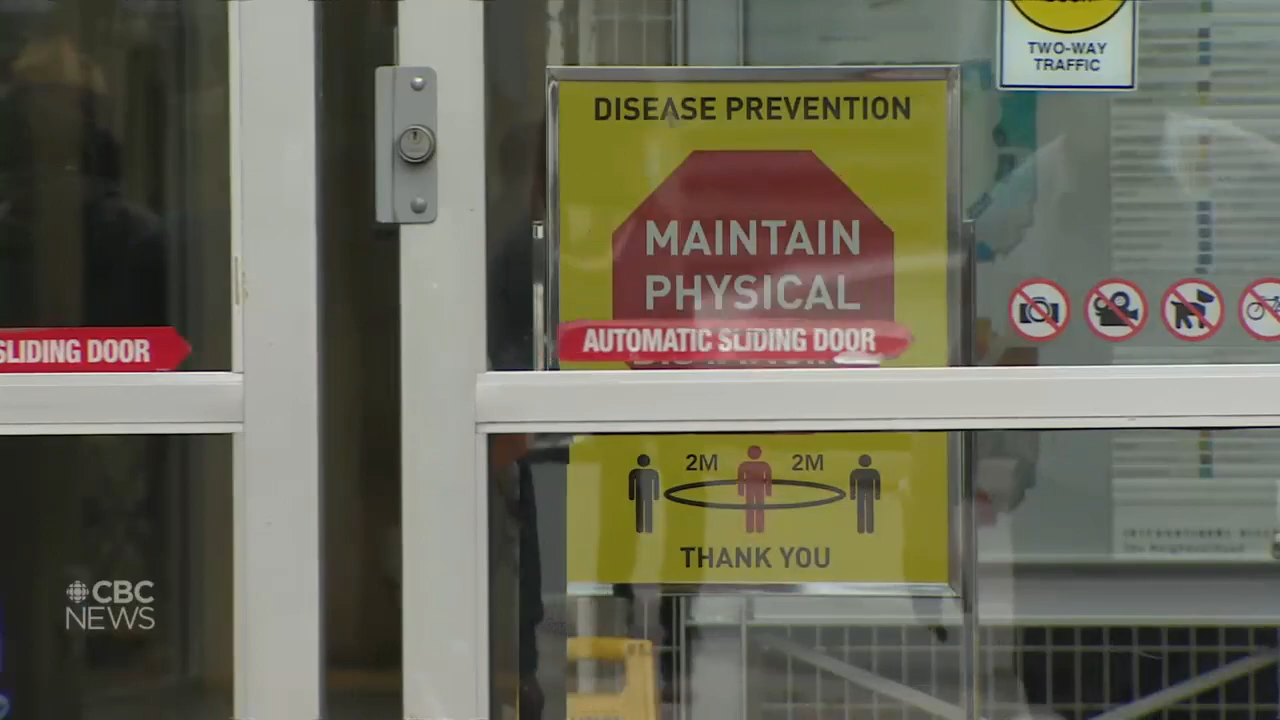 TWO-WAY
TRAFFIC
DISEASE PREVENTION
MAINTAIN
PHYSICAL
SLIDING DOOR
AUTOMATIC SLIDING DOOR
2M 2M
THANK YOU
CBC
NEWS